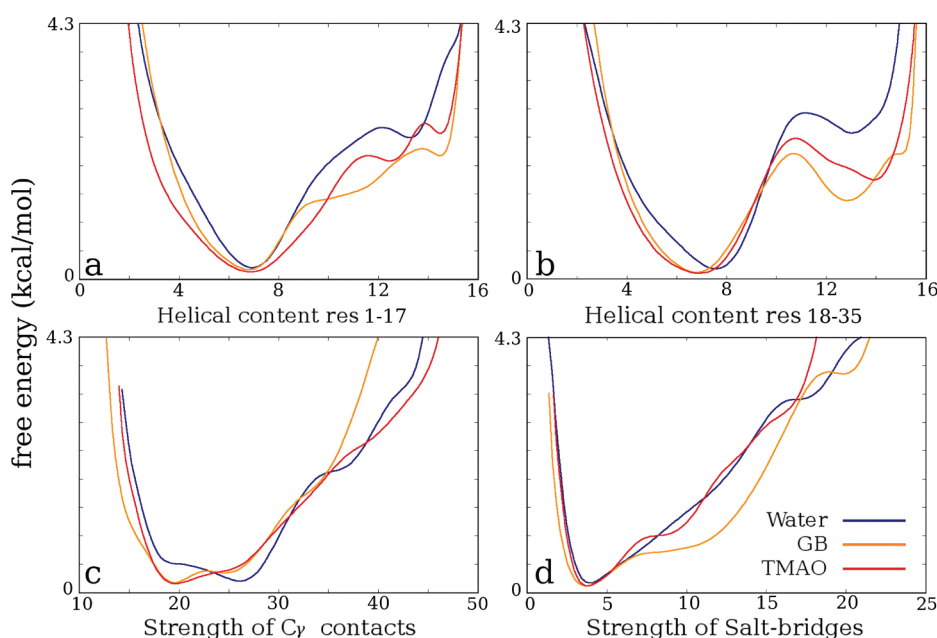 4.3
0
a
0 4 8 12 16
Helical content res 1-17
4.3
0
b
0 4 8 12 16
Helical content res 18-35
free energy (kcal/mol)
4.3
0
c
10 20 30 40 50
Strength of Cγ contacts
4.3
0
d
Water
GB
TMAO
0 5 10 15 20 25
Strength of Salt-bridges